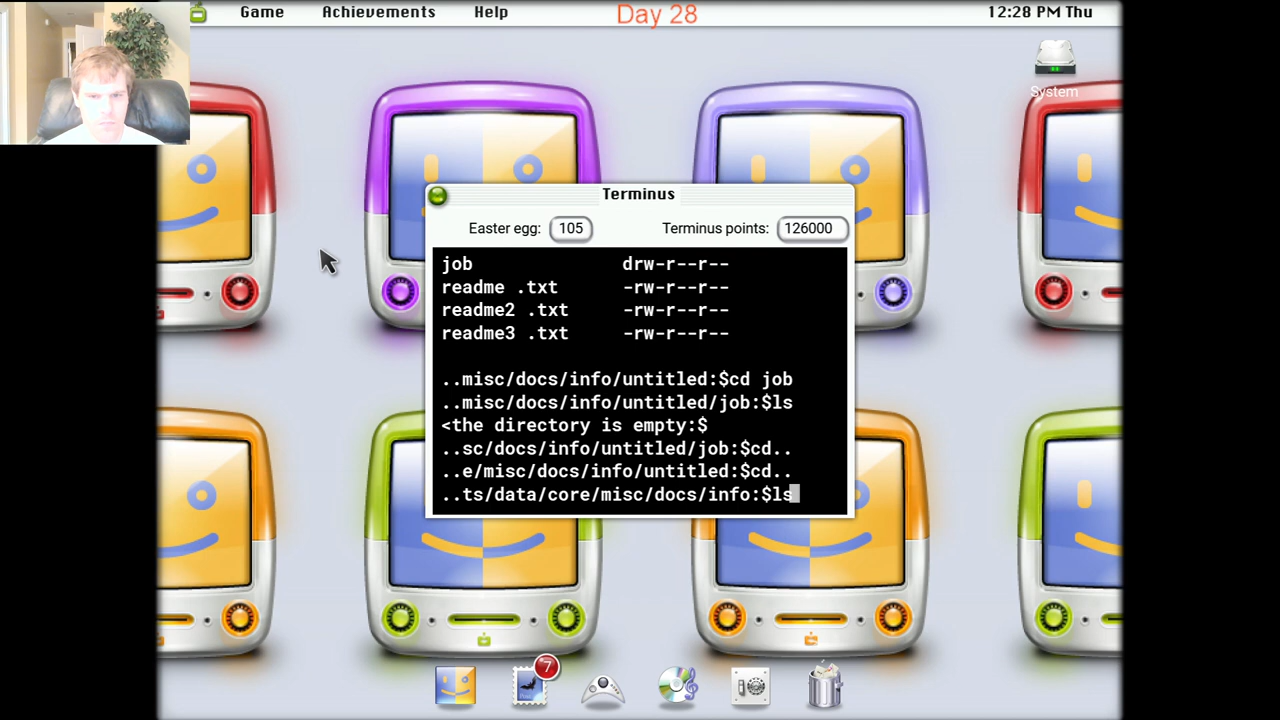 Game Achievements Help Day 28 12:28 PM Thu
System
Terminus
Easter egg: 105 Terminus points: 126000
job drw-r--r--
readme .txt -rw-r--r--
readme2 .txt -rw-r--r--
readme3 .txt -rw-r--r--
..misc/docs/info/untitled:$cd job
..misc/docs/info/untitled/job:$ls
<the directory is empty:$
..sc/docs/info/untitled/job:$cd..
..e/misc/docs/info/untitled:$cd..
..ts/data/core/misc/docs/info:$ls
7